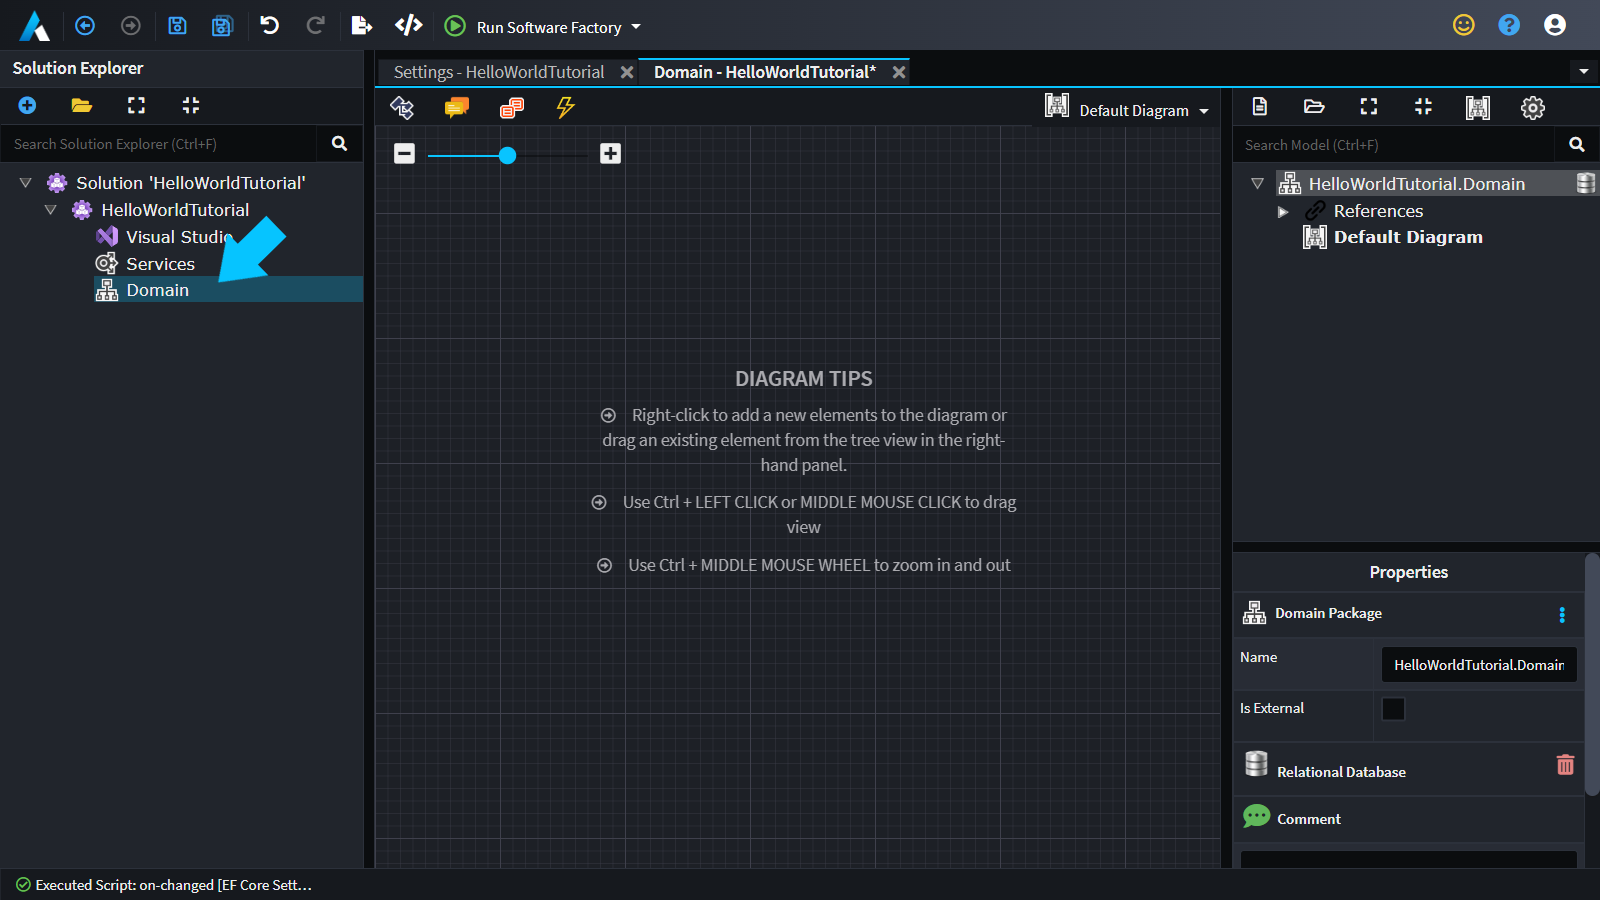 Run Software Factory
Solution Explorer
Settings - HelloWorldTutorial
Domain - HelloWorldTutorial*
Default Diagram
Search Solution Explorer (Ctrl+F)
Search Model (Ctrl+F)
Solution 'HelloWorldTutorial'
HelloWorldTutorial
Visual Studio
Services
Domain
DIAGRAM TIPS
Right-click to add a new elements to the diagram or
drag an existing element from the tree view in the right-
hand panel.
Use Ctrl + LEFT CLICK or MIDDLE MOUSE CLICK to drag
view
Use Ctrl + MIDDLE MOUSE WHEEL to zoom in and out
HelloWorldTutorial.Domain
References
Default Diagram
Properties
Domain Package
Name
HelloWorldTutorial.Domain
Is External
Relational Database
Comment
Executed Script: on-changed [EF Core Sett...